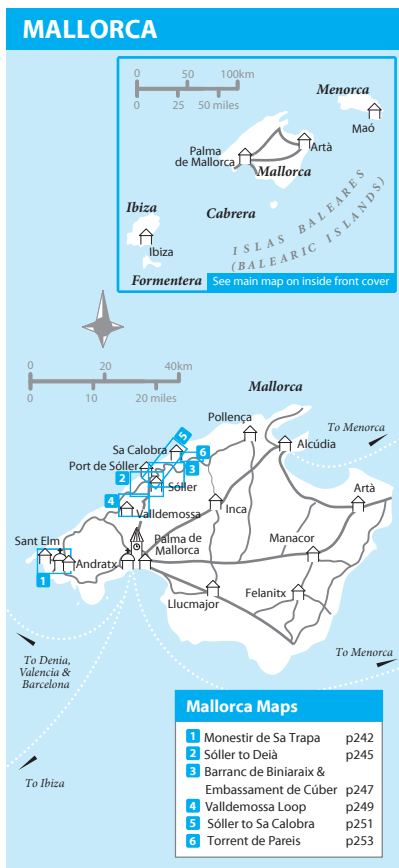 MALLORCA
0 50 100km
0 25 50 miles
Menorca
Maó
Palma
de Mallorca
Artà
Mallorca
Ibiza
Cabrera
Ibiza
ISLAS BALEARES
(BALEARIC ISLANDS)
Formentera
See main map on inside front cover
0 20 40km
0 10 20 miles
Mallorca
Pollença
To Menorca
5
Sa Calobra
6
Alcúdia
Port de Sóller
3
2
Sóller
Artà
4
Valldemossa
Inca
Sant Elm
Palma de
Mallorca
Manacor
Andratx
1
Llucmajor
Felanitx
To Denia,
Valencia &
Barcelona
To Menorca
To Ibiza
Mallorca Maps
1 Monestir de Sa Trapa p242
2 Sóller to Deià p245
3 Barranc de Biniaraix &
Embassament de Cúber p247
4 Valldemossa Loop p249
5 Sóller to Sa Calobra p251
6 Torrent de Pareis p253